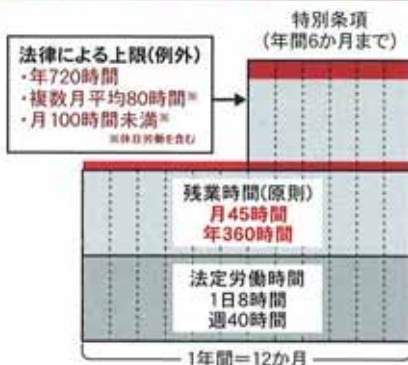 特別条項
(年間6か月まで)
法律による上限(例外)
・年720時間
・複数月平均80時間※
・月100時間未満※
※休日労働を含む
残業時間(原則)
月45時間
年360時間
法定労働時間
1日8時間
週40時間
1年間＝12か月